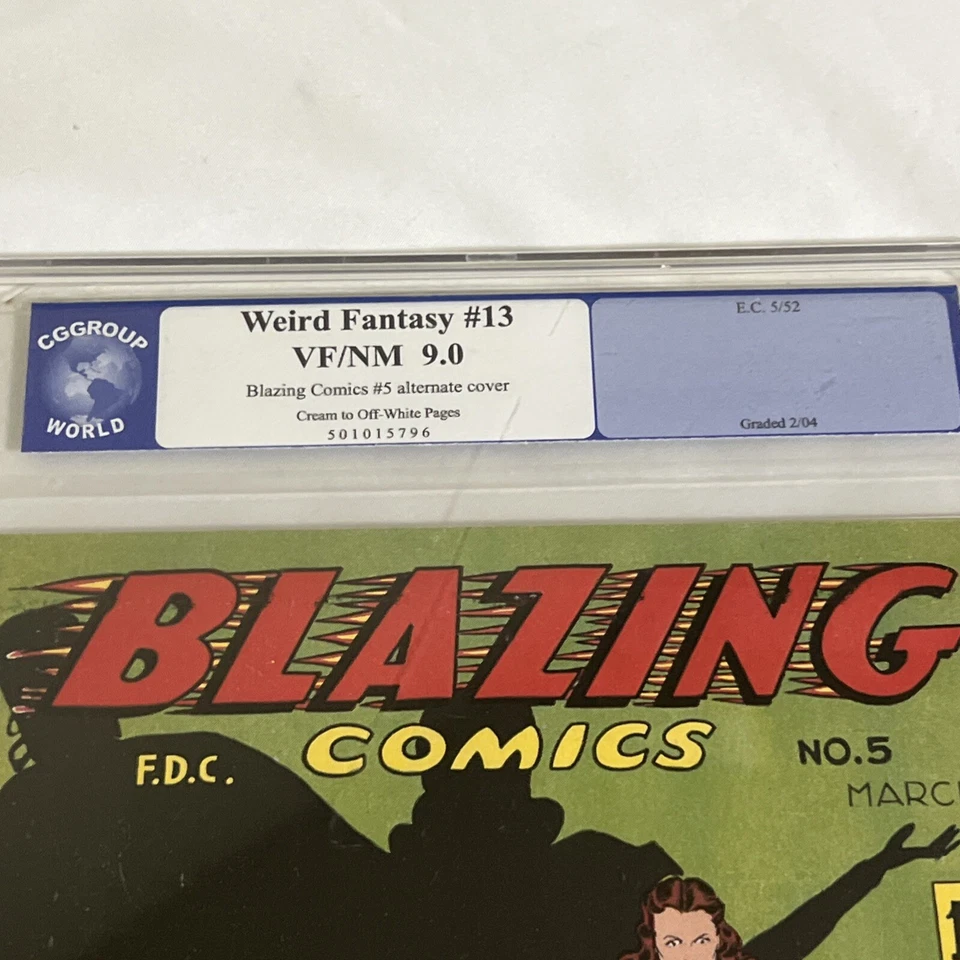 CGGROUP
WORLD
Weird Fantasy #13
VF/NM 9.0
Blazing Comics #5 alternate cover
Cream to Off-White Pages
501015796
E.C. 5/52
Graded 2/04
BLAZING
COMICS
F.D.C.
NO.5